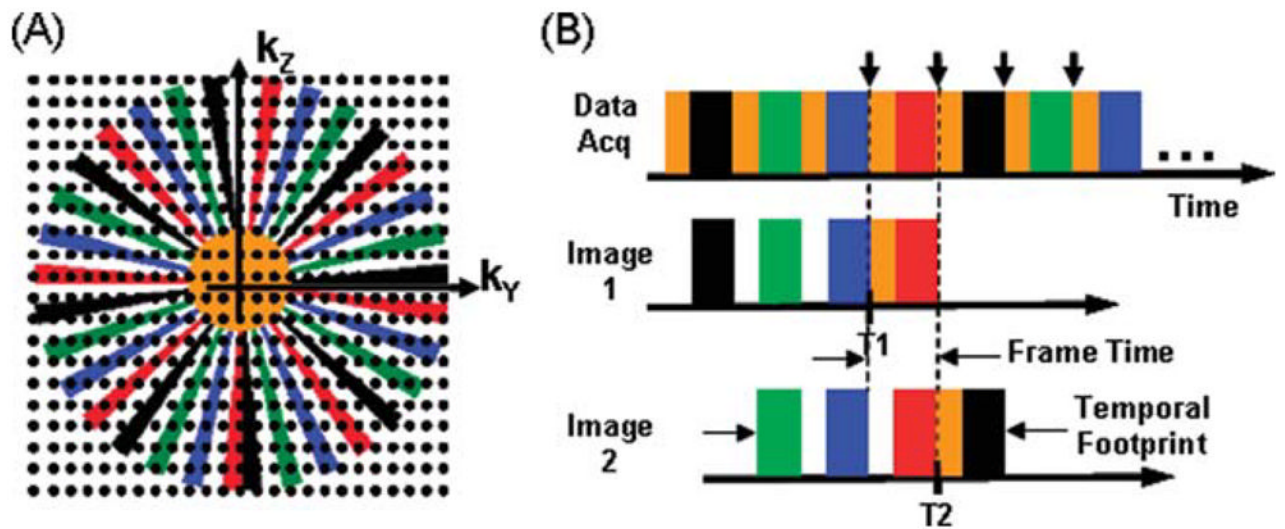 (A)
kZ
kY
(B)
Data
Acq
...
Time
Image
1
T1
Frame Time
Image
2
Temporal
Footprint
T2